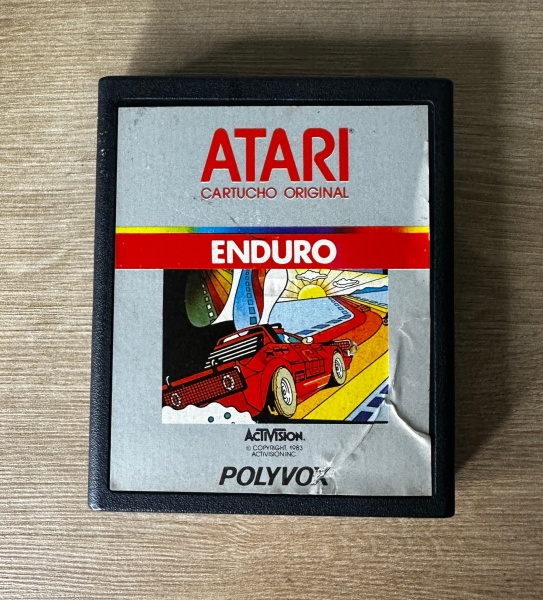 ATARI
CARTUCHO ORIGINAL
ENDURO
ACTIVISION.
© COPYRIGHT, 1983
ACTIVISION INC.
POLYVOX